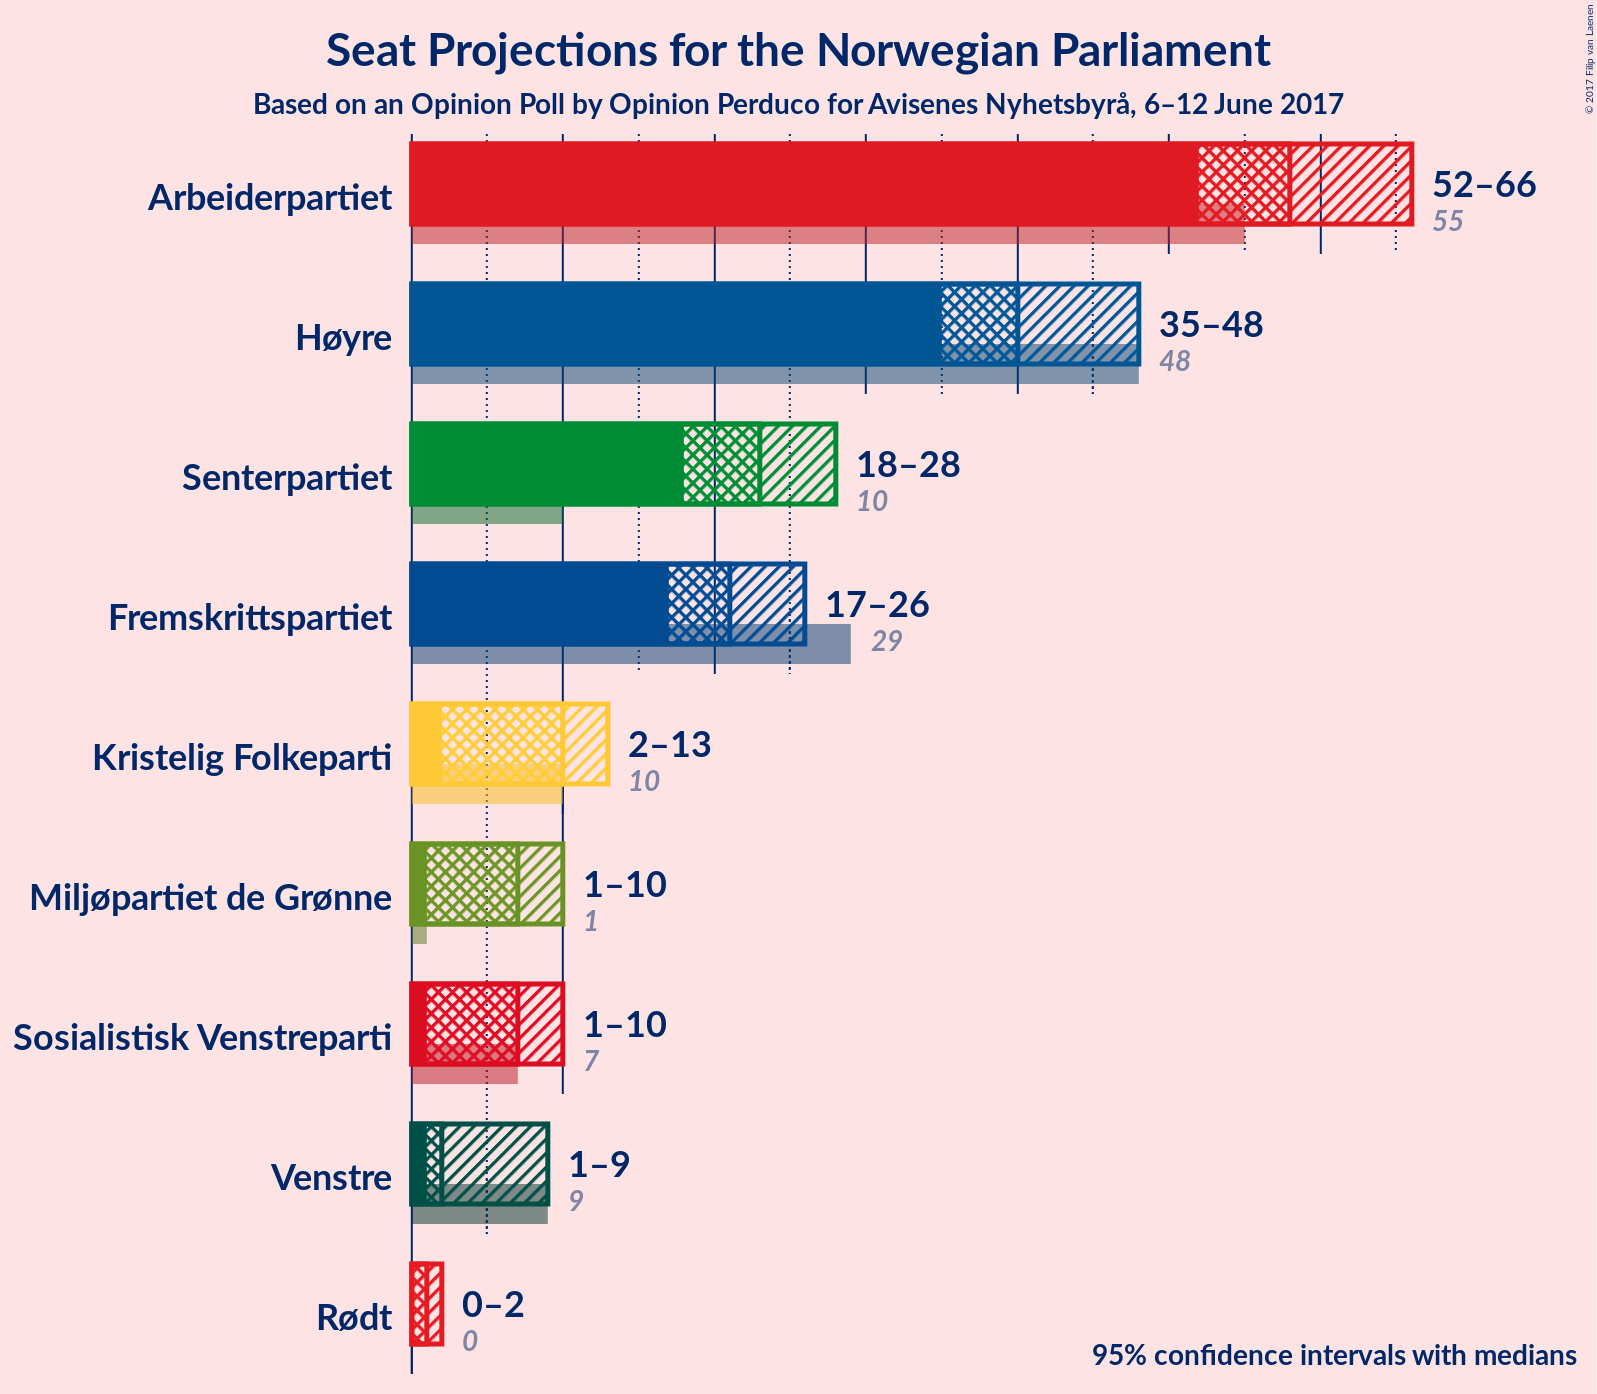 Seat Projections for the Norwegian Parliament
Based on an Opinion Poll by Opinion Perduco for Avisenes Nyhetsbyrå, 6–12 June 2017
© 2017 Filip van Laenen
Arbeiderpartiet
52–66
55
Høyre
35–48
48
Senterpartiet
18–28
10
Fremskrittspartiet
17–26
29
Kristelig Folkeparti
2–13
10
Miljøpartiet de Grønne
1–10
1
Sosialistisk Venstreparti
1–10
7
Venstre
1–9
9
Rødt
0–2
0
95% confidence intervals with medians